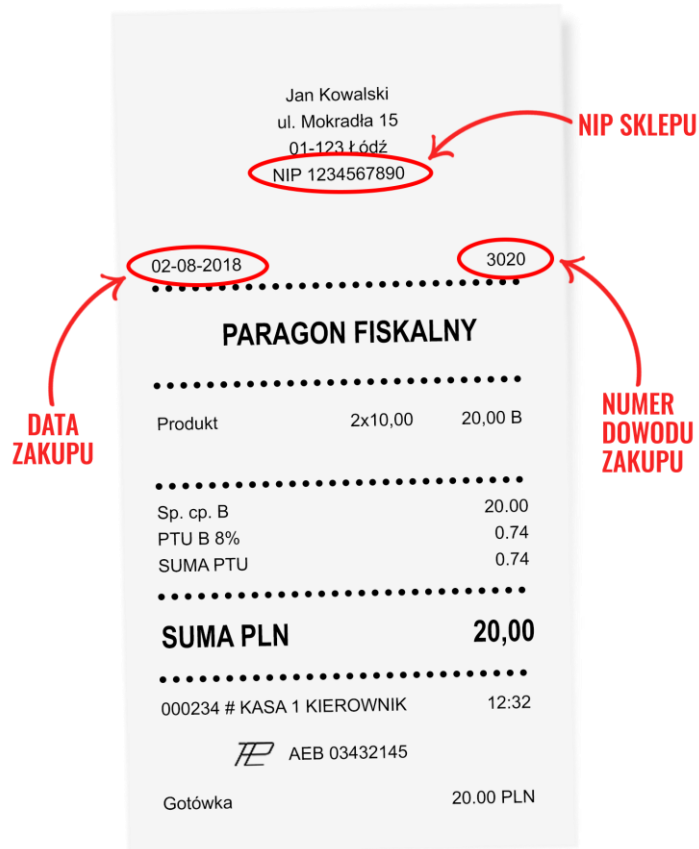 Jan Kowalski
ul. Mokradła 15
01-123 Łódź
NIP 1234567890
NIP SKLEPU
02-08-2018 3020
PARAGON FISKALNY
DATA
ZAKUPU
NUMER
DOWODU
ZAKUPU
Produkt 2x10,00 20,00 B
Sp. cp. B 20.00
PTU B 8% 0.74
SUMA PTU 0.74
SUMA PLN 20,00
000234 # KASA 1 KIEROWNIK 12:32
AEB 03432145
Gotówka 20.00 PLN